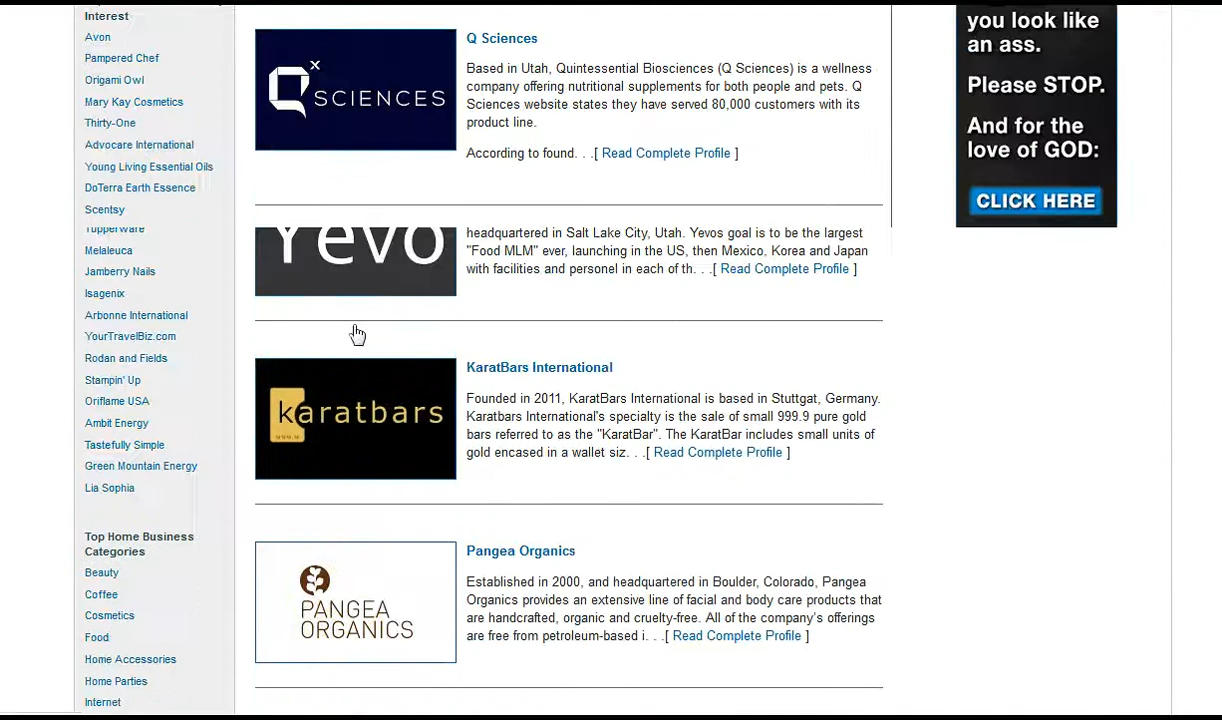 Interest
Avon
Pampered Chef
Origami Owl
Mary Kay Cosmetics
Thirty-One
Advocare International
Young Living Essential Oils
DoTerra Earth Essence
Scentsy
Tupperware
Melaleuca
Jamberry Nails
Isagenix
Arbonne International
YourTravelBiz.com
Rodan and Fields
Stampin' Up
Oriflame USA
Ambit Energy
Tastefully Simple
Green Mountain Energy
Lia Sophia
Top Home Business
Categories
Beauty
Coffee
Cosmetics
Food
Home Accessories
Home Parties
Internet
Qx SCIENCES
Q Sciences
Based in Utah, Quintessential Biosciences (Q Sciences) is a wellness
company offering nutritional supplements for both people and pets. Q
Sciences website states they have served 80,000 customers with its
product line.
According to found. . .[ Read Complete Profile ]
Yevo
headquartered in Salt Lake City, Utah. Yevos goal is to be the largest
"Food MLM" ever, launching in the US, then Mexico, Korea and Japan
with facilities and personel in each of th. . .[ Read Complete Profile ]
karatbars
KaratBars International
Founded in 2011, KaratBars International is based in Stuttgat, Germany.
Karatbars International's specialty is the sale of small 999.9 pure gold
bars referred to as the "KaratBar". The KaratBar includes small units of
gold encased in a wallet siz. . .[ Read Complete Profile ]
PANGEA
ORGANICS
Pangea Organics
Established in 2000, and headquartered in Boulder, Colorado, Pangea
Organics provides an extensive line of facial and body care products that
are handcrafted, organic and cruelty-free. All of the company's offerings
are free from petroleum-based i. . .[ Read Complete Profile ]
you look like
an ass.
Please STOP.
And for the
love of GOD:
CLICK HERE